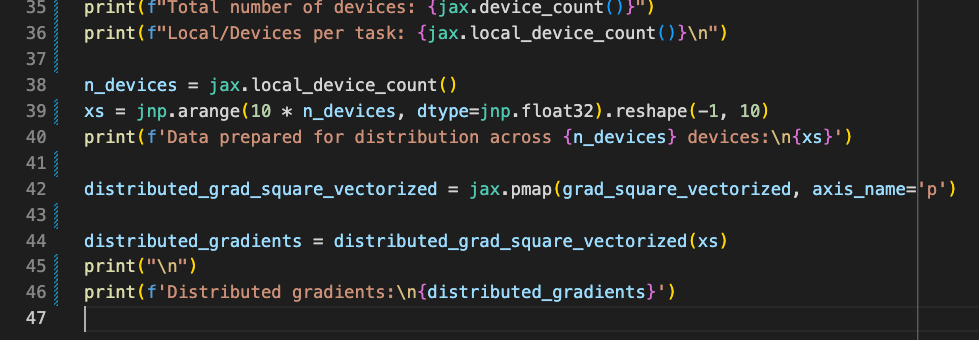 35 print(f"Total number of devices: {jax.device_count()}")
36 print(f"Local/Devices per task: {jax.local_device_count()}\n")
37
38 n_devices = jax.local_device_count()
39 xs = jnp.arange(10 * n_devices, dtype=jnp.float32).reshape(-1, 10)
40 print(f'Data prepared for distribution across {n_devices} devices:\n{xs}')
41
42 distributed_grad_square_vectorized = jax.pmap(grad_square_vectorized, axis_name='p')
43
44 distributed_gradients = distributed_grad_square_vectorized(xs)
45 print("\n")
46 print(f'Distributed gradients:\n{distributed_gradients}')
47